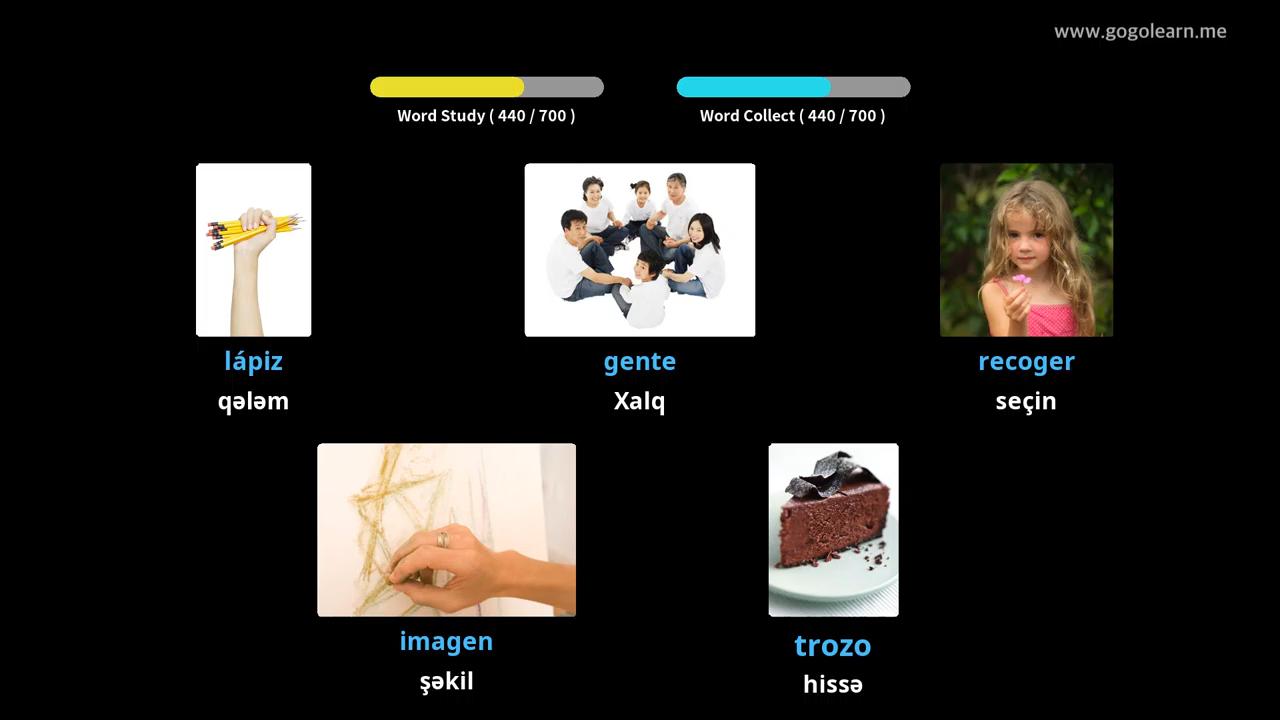 www.gogolearn.me
Word Study ( 440 / 700 )
Word Collect ( 440 / 700 )
lápiz
qələm
gente
Xalq
recoger
seçin
imagen
şəkil
trozo
hissə